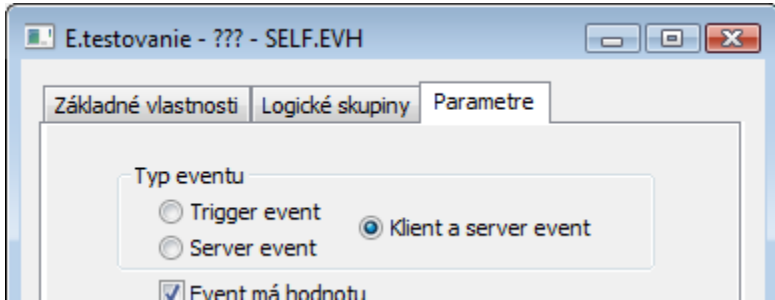 E.testovanie - ??? - SELF.EVH
Základné vlastnosti Logické skupiny Parametre
Typ eventu
Trigger event
Klient a server event
Server event
Event má hodnotu